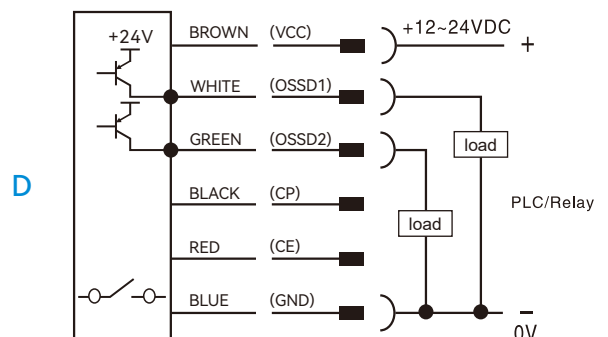 +24V
BROWN (VCC) +12~24VDC +
WHITE (OSSD1)
GREEN (OSSD2) load
D BLACK (CP) PLC/Relay
load
RED (CE)
BLUE (GND) −
0V